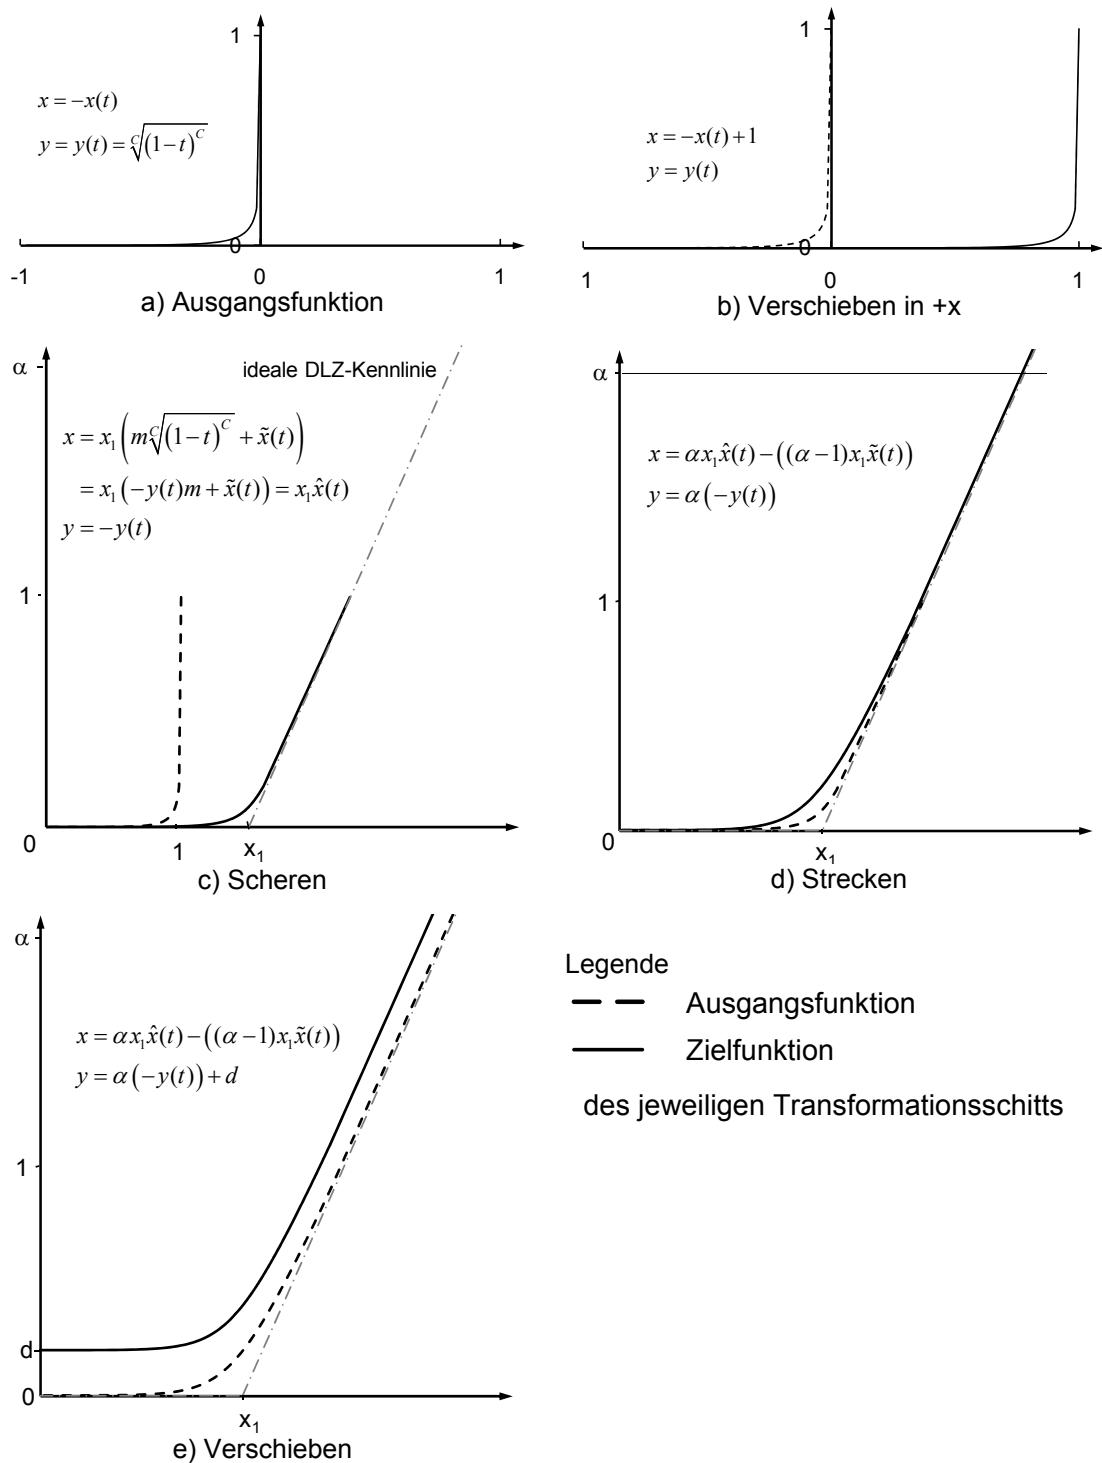 1
x = −x(t)
y = y(t) = \sqrt[C]{(1−t)^C}
0
-1 0 1
a) Ausgangsfunktion
1
x = −x(t)+1
y = y(t)
0
1 0 1
b) Verschieben in +x
α
ideale DLZ-Kennlinie
x = x₁(m\sqrt[C]{(1−t)^C} + x̃(t))
= x₁(−y(t)m + x̃(t)) = x₁x̂(t)
y = −y(t)
1
0
1 x₁
c) Scheren
α
x = αx₁x̂(t) − ((α−1)x₁x̃(t))
y = α(−y(t))
1
0
x₁
d) Strecken
α
x = αx₁x̂(t) − ((α−1)x₁x̃(t))
y = α(−y(t)) + d
1
d
0
x₁
e) Verschieben
Legende
Ausgangsfunktion
Zielfunktion
des jeweiligen Transformationsschitts